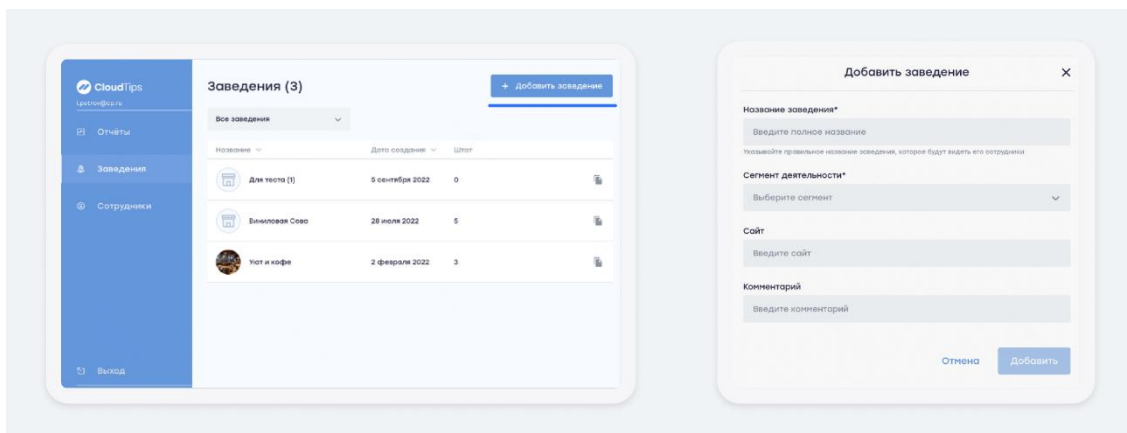 CloudTips
Отчёты
Заведения
Сотрудники
Выход
Заведения (3)
+ Добавить заведение
Все заведения
Название
Дата создания
Штат
Для теста (1)
5 сентября 2022
0
Виниловая Сова
28 июля 2022
5
Уют и кофе
2 февраля 2022
3
Добавить заведение
Название заведения*
Введите полное название
Указывайте правильное название заведения, которое будут видеть его сотрудники
Сегмент деятельности*
Выберите сегмент
Сайт
Введите сайт
Комментарий
Введите комментарий
Отмена
Добавить